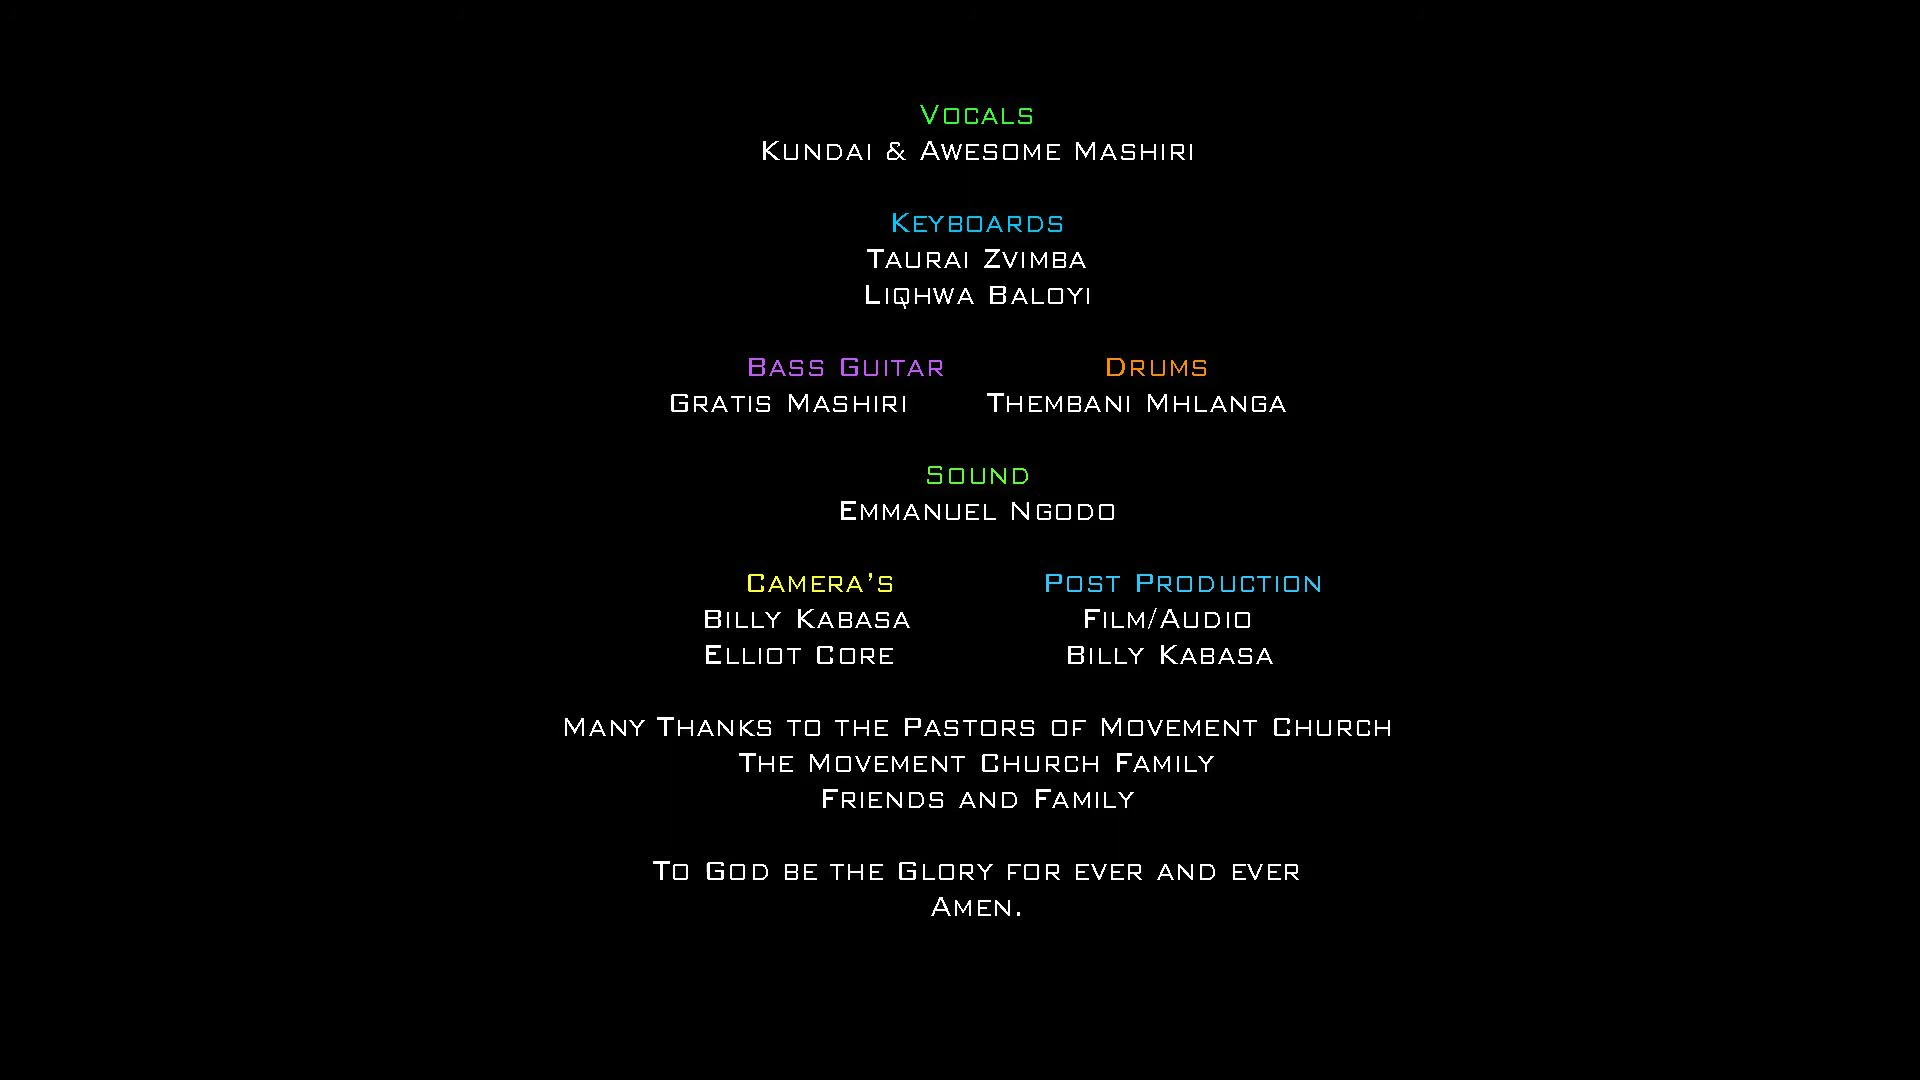 Vocals
Kundai & Awesome Mashiri
Keyboards
Taurai Zvimba
Liqhwa Baloyi
Bass Guitar Drums
Gratis Mashiri Thembani Mhlanga
Sound
Emmanuel Ngodo
Camera's Post Production
Billy Kabasa Film/Audio
Elliot Core Billy Kabasa
Many Thanks to the Pastors of Movement Church
The Movement Church Family
Friends and Family
To God be the Glory for ever and ever
Amen.